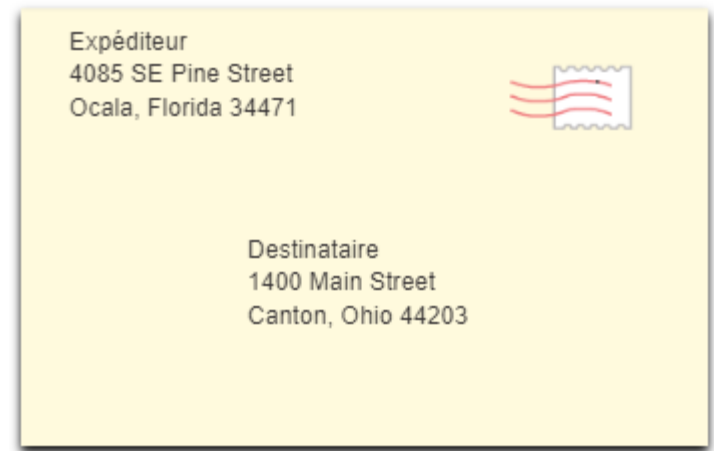 Expéditeur
4085 SE Pine Street
Ocala, Florida 34471
Destinataire
1400 Main Street
Canton, Ohio 44203